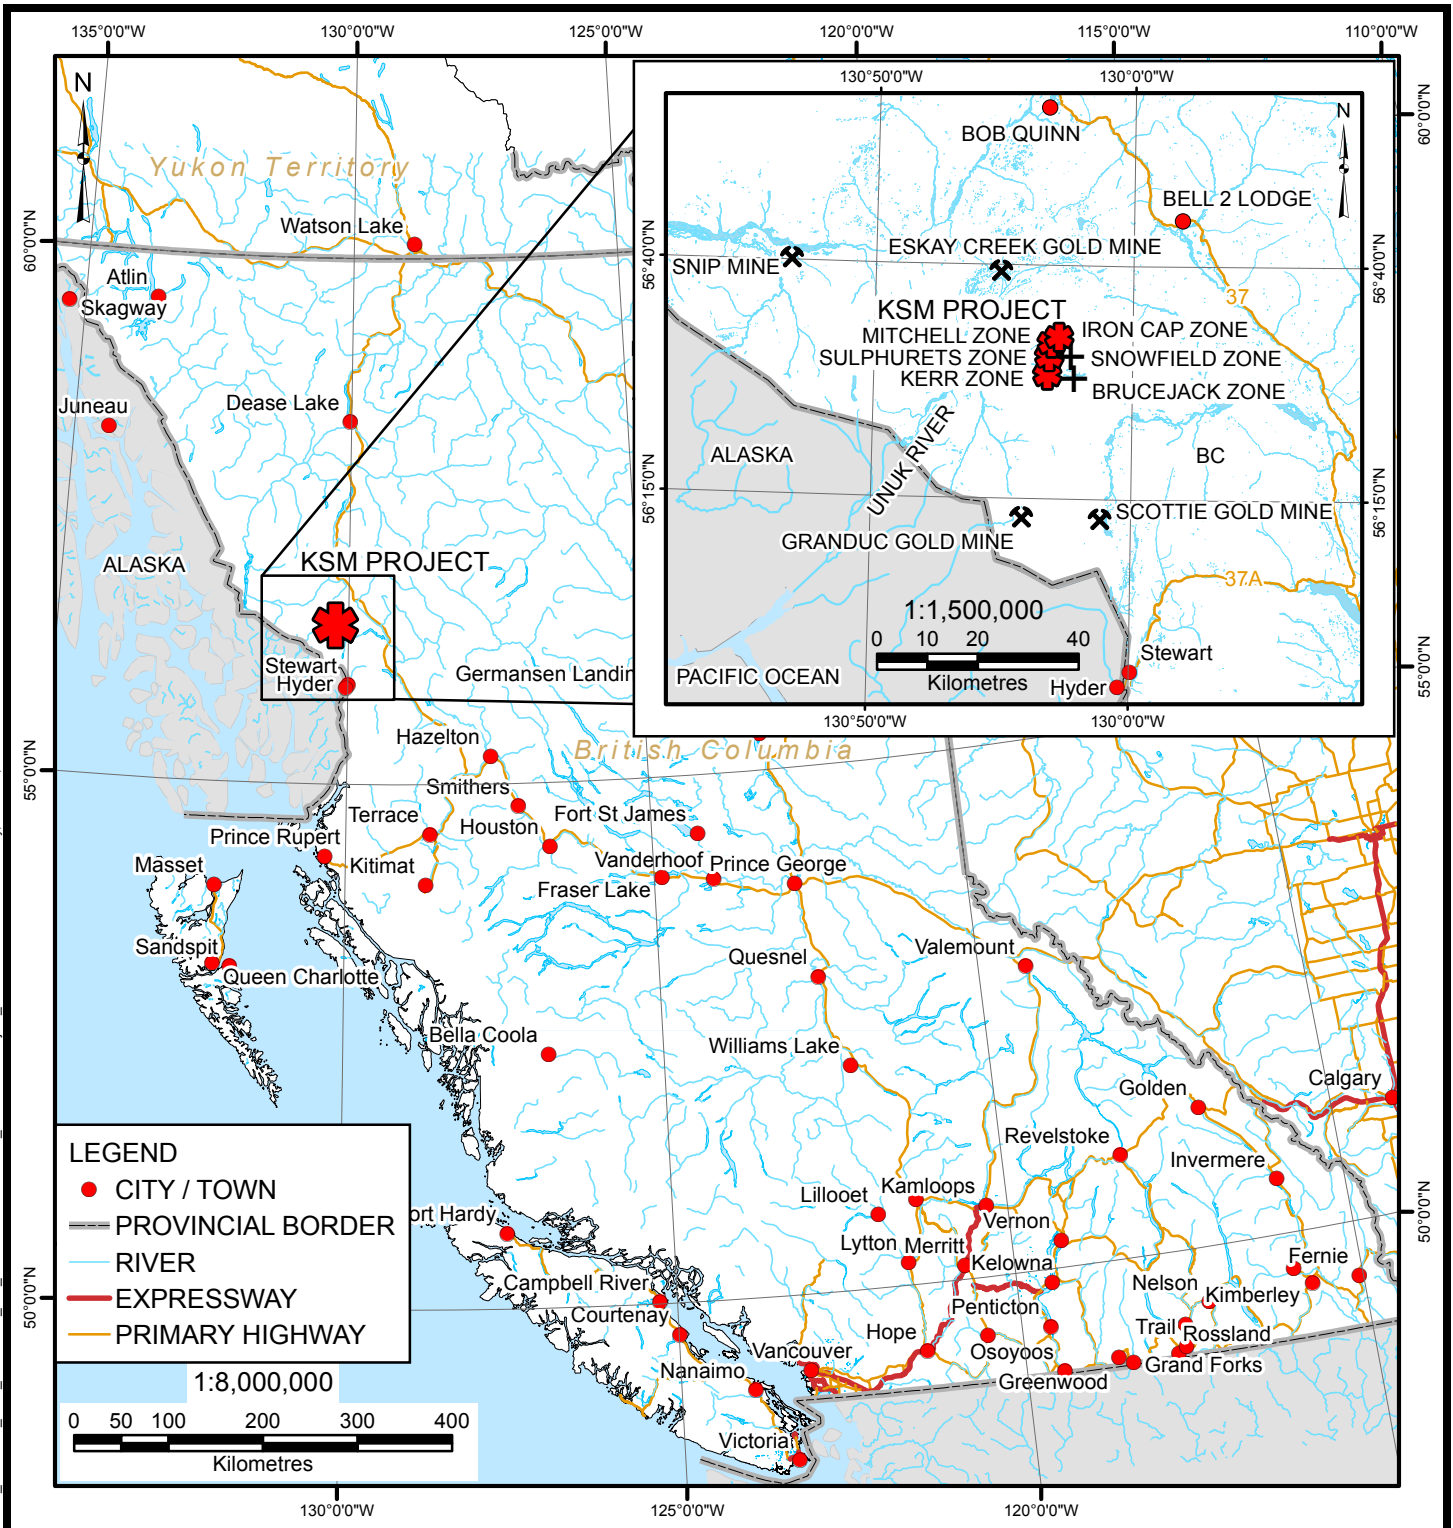 135°0'0"W
130°0'0"W
125°0'0"W
120°0'0"W
115°0'0"W
110°0'0"W
N
Yukon Territory
Watson Lake
60°0'0"N
Atlin
Skagway
Juneau
Dease Lake
ALASKA
KSM PROJECT
Stewart
Hyder
Germansen Landin
130°50'0"W
130°0'0"W
N
BOB QUINN
BELL 2 LODGE
60°0'0"N
ESKAY CREEK GOLD MINE
SNIP MINE
56°40'0"N
56°40'0"N
37
KSM PROJECT
MITCHELL ZONE
IRON CAP ZONE
SULPHURETS ZONE
SNOWFIELD ZONE
KERR ZONE
BRUCEJACK ZONE
UNUK RIVER
ALASKA
BC
56°15'0"N
56°15'0"N
SCOTTIE GOLD MINE
GRANDUC GOLD MINE
37A
1:1,500,000
0 10 20 40
Kilometres
PACIFIC OCEAN
Stewart
Hyder
55°0'0"N
130°50'0"W
130°0'0"W
55°0'0"N
British Columbia
Hazelton
Smithers
Terrace
Houston
Fort St James
Prince Rupert
Kitimat
Vanderhoof
Prince George
Fraser Lake
Masset
Sandspit
Queen Charlotte
Quesnel
Valemount
Bella Coola
Williams Lake
Golden
Calgary
Revelstoke
Invermere
Lillooet
Kamloops
50°0'0"N
Vernon
Lytton
Merritt
Kelowna
Fernie
Nelson
Kimberley
Penticton
Trail
Rossland
Hope
Osoyoos
Grand Forks
Greenwood
Vancouver
ort Hardy
Campbell River
Courtenay
Nanaimo
Victoria
50°0'0"N
LEGEND
CITY / TOWN
PROVINCIAL BORDER
RIVER
EXPRESSWAY
PRIMARY HIGHWAY
1:8,000,000
0 50 100 200 300 400
Kilometres
130°0'0"W
125°0'0"W
120°0'0"W